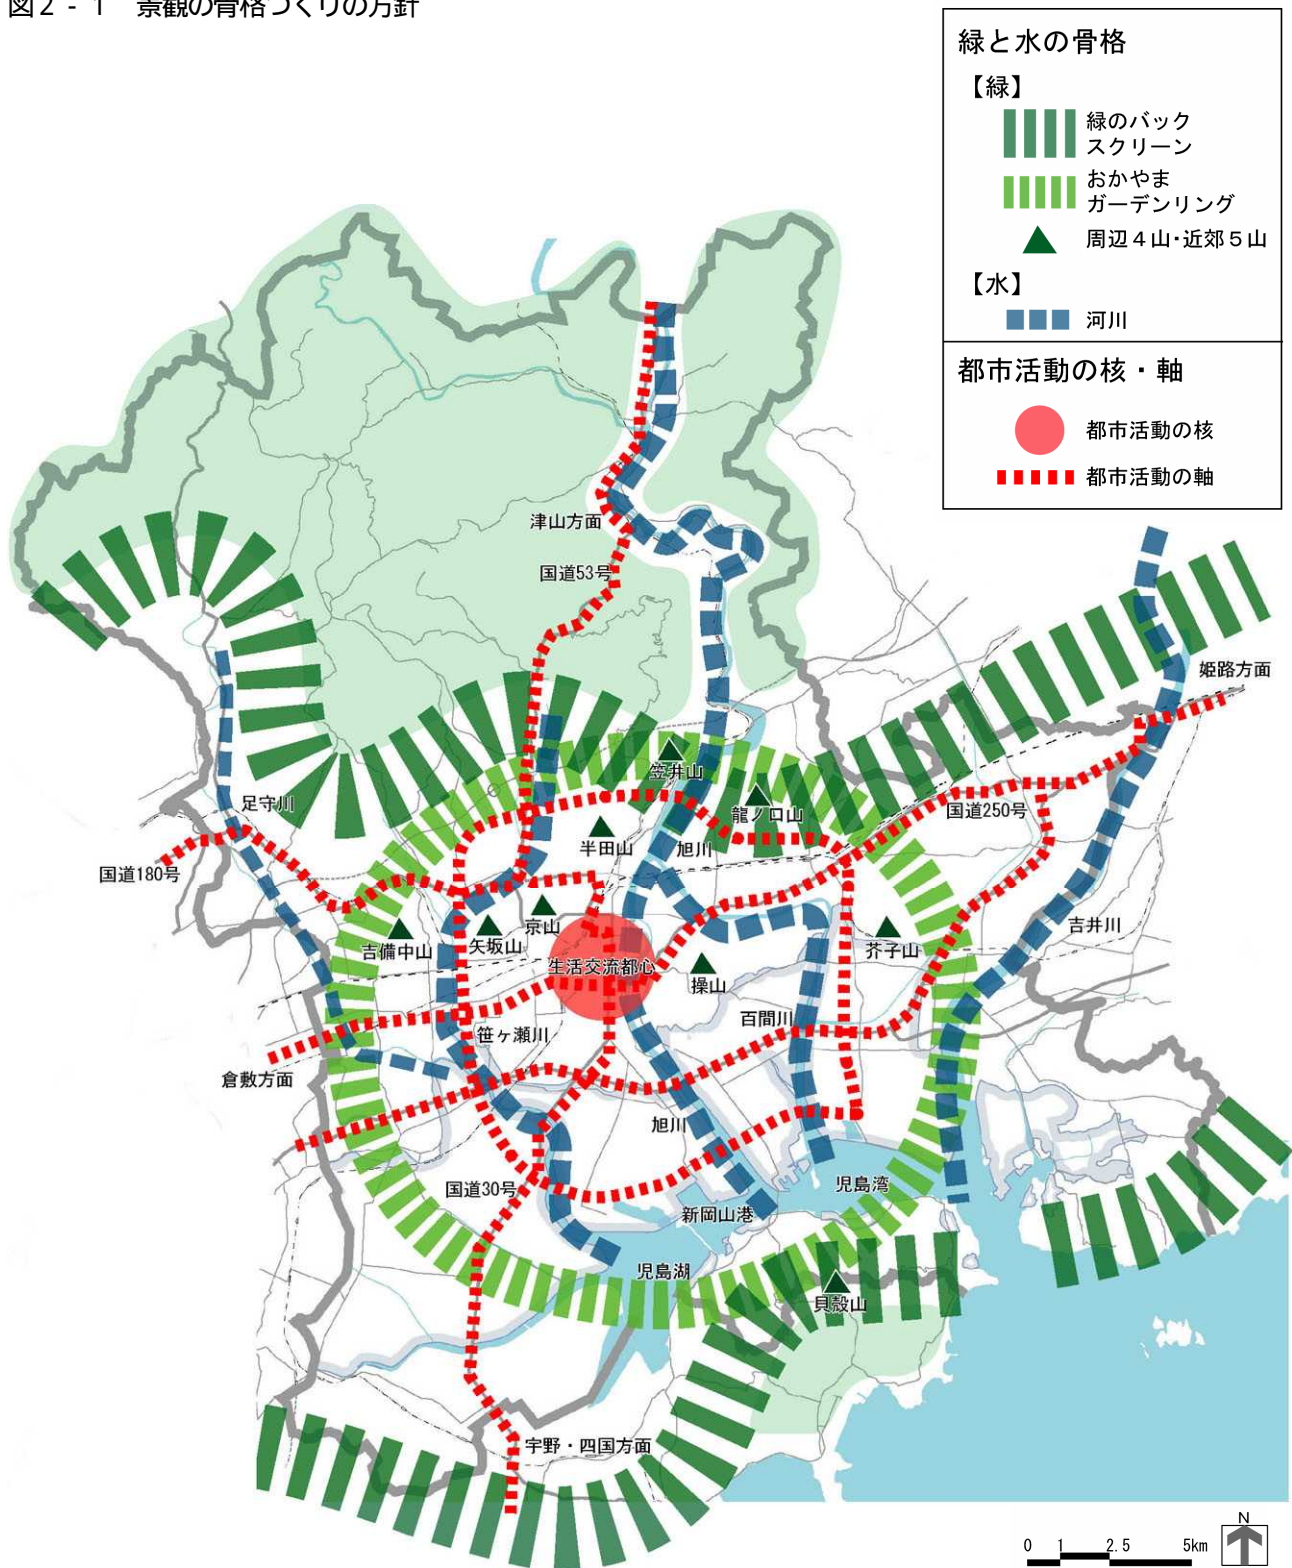 図２－１　景観の骨格づくりの方針
緑と水の骨格
【緑】
緑のバック
スクリーン
おかやま
ガーデンリング
周辺４山・近郊５山
【水】
河川
都市活動の核・軸
都市活動の核
都市活動の軸
津山方面
国道53号
姫路方面
笠井山
足守川
龍ノ口山
国道250号
半田山
旭川
国道180号
京山
吉備中山
矢坂山
芥子山
吉井川
生活交流都心
操山
百間川
笹ヶ瀬川
倉敷方面
旭川
国道30号
児島湾
新岡山港
児島湖
貝殻山
宇野・四国方面
N
0 1 2.5 5km